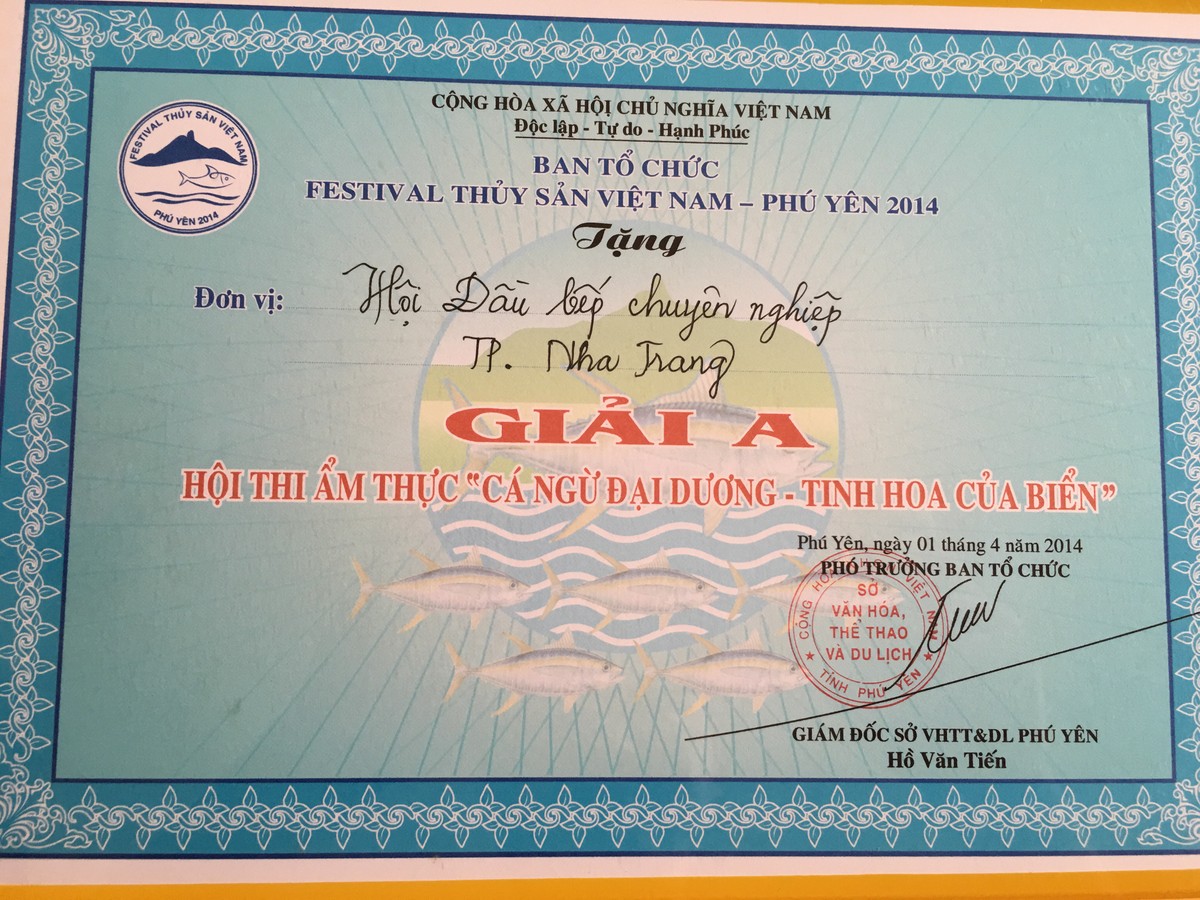 CỘNG HÒA XÃ HỘI CHỦ NGHĨA VIỆT NAM
Độc lập - Tự do - Hạnh Phúc
FESTIVAL THỦY SẢN VIỆT NAM
PHÚ YÊN 2014
BAN TỔ CHỨC
FESTIVAL THỦY SẢN VIỆT NAM – PHÚ YÊN 2014
Tặng
Đơn vị: Hội Đầu bếp chuyên nghiệp
TP. Nha Trang
GIẢI A
HỘI THI ẨM THỰC "CÁ NGỪ ĐẠI DƯƠNG - TINH HOA CỦA BIỂN"
Phú Yên, ngày 01 tháng 4 năm 2014
PHÓ TRƯỞNG BAN TỔ CHỨC
CỘNG HÒA VIỆT NAM
SỞ
VĂN HÓA,
THỂ THAO
VÀ DU LỊCH
TỈNH PHÚ YÊN
GIÁM ĐỐC SỞ VHTT&DL PHÚ YÊN
Hồ Văn Tiến